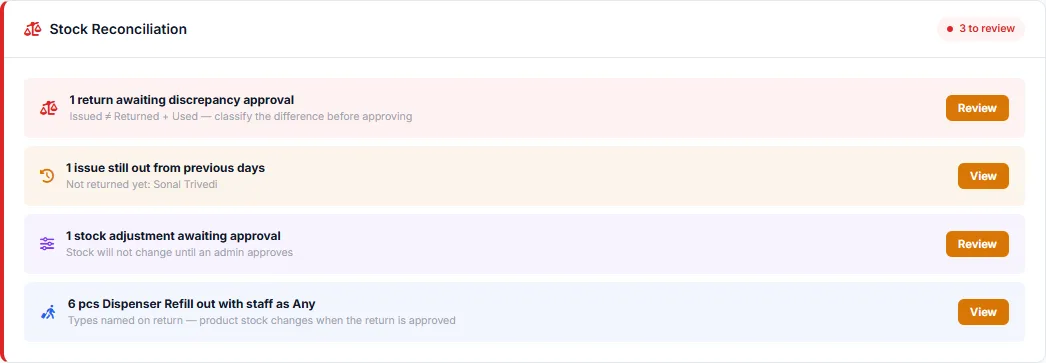 Stock Reconciliation
3 to review
1 return awaiting discrepancy approval
Issued ≠ Returned + Used — classify the difference before approving
Review
1 issue still out from previous days
Not returned yet: Sonal Trivedi
View
1 stock adjustment awaiting approval
Stock will not change until an admin approves
Review
6 pcs Dispenser Refill out with staff as Any
Types named on return — product stock changes when the return is approved
View